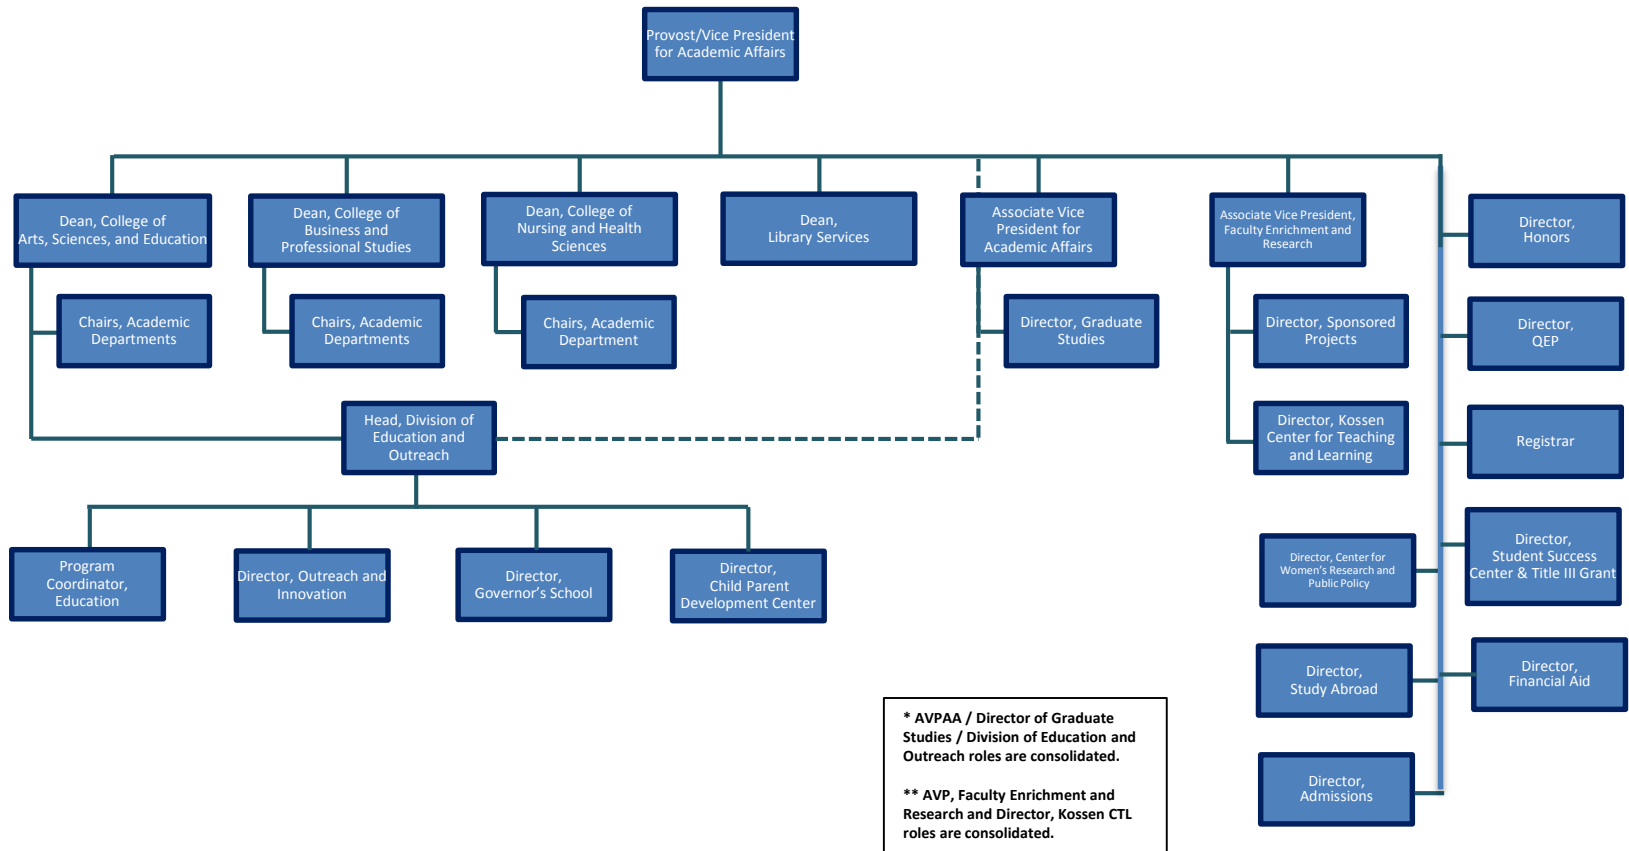 Provost/Vice President
for Academic Affairs
Dean, College of
Arts, Sciences, and Education
Dean, College of
Business and
Professional Studies
Dean, College of
Nursing and Health
Sciences
Dean,
Library Services
Associate Vice
President for
Academic Affairs
Associate Vice President,
Faculty Enrichment and
Research
Director,
Honors
Chairs, Academic
Departments
Chairs, Academic
Departments
Chairs, Academic
Department
Director, Graduate
Studies
Director, Sponsored
Projects
Director,
QEP
Head, Division of
Education and
Outreach
Director, Kossen
Center for Teaching
and Learning
Registrar
Program
Coordinator,
Education
Director, Outreach and
Innovation
Director,
Governor’s School
Director,
Child Parent
Development Center
Director, Center for
Women’s Research and
Public Policy
Director,
Student Success
Center & Title III Grant
Director,
Study Abroad
Director,
Financial Aid
Director,
Admissions
* AVPAA / Director of Graduate
Studies / Division of Education and
Outreach roles are consolidated.
** AVP, Faculty Enrichment and
Research and Director, Kossen CTL
roles are consolidated.